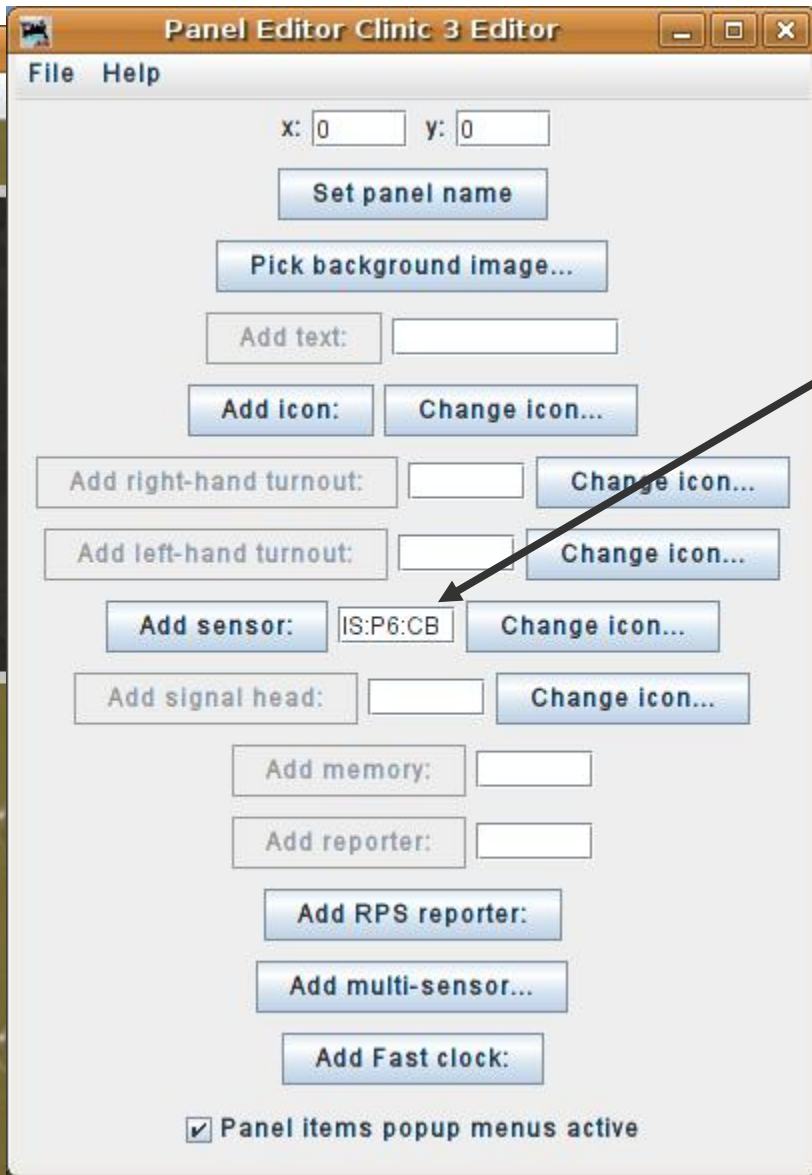 Panel Editor Clinic 3 Editor
File Help
x: 0 y: 0
Set panel name
Pick background image...
Add text:
Add icon: Change icon...
Add right-hand turnout: Change icon...
Add left-hand turnout: Change icon...
Add sensor: IS:P6:CB Change icon...
Add signal head: Change icon...
Add memory:
Add reporter:
Add RPS reporter:
Add multi-sensor...
Add Fast clock:
Panel items popup menus active